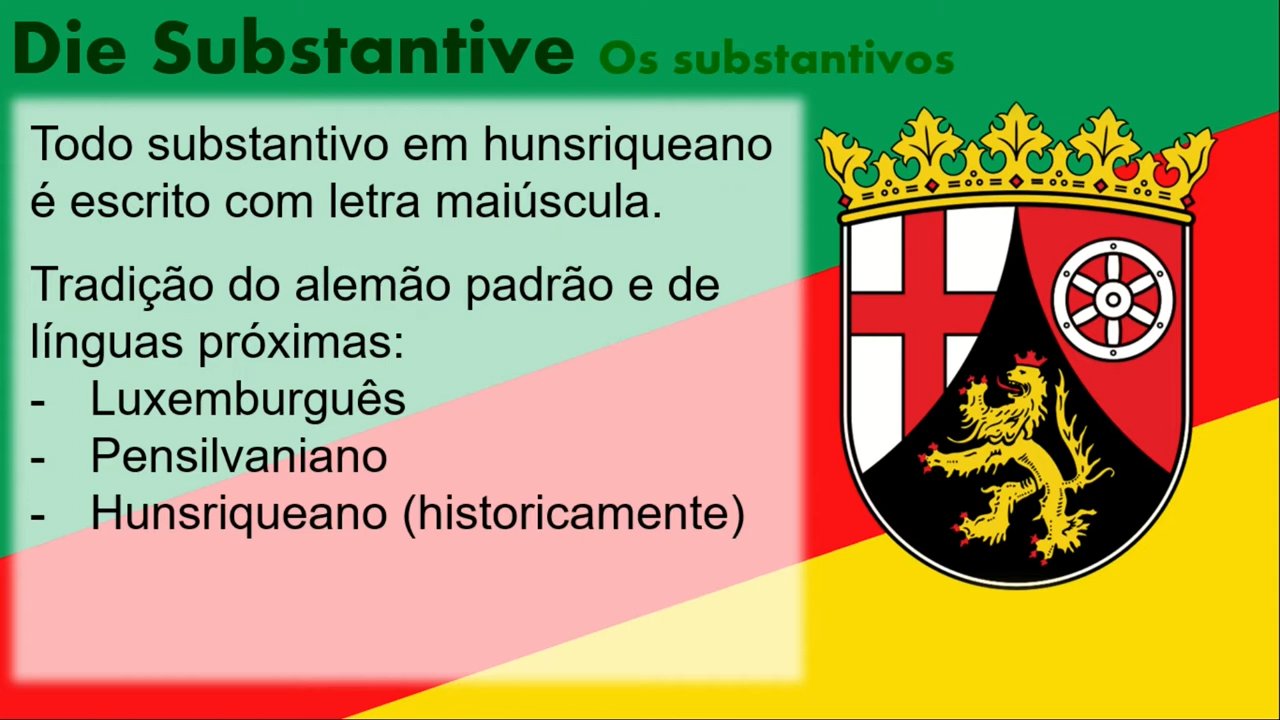 Die Substantive Os substantivos
Todo substantivo em hunsriqueano
é escrito com letra maiúscula.
Tradição do alemão padrão e de
línguas próximas:
- Luxemburguês
- Pensilvaniano
- Hunsriqueano (historicamente)